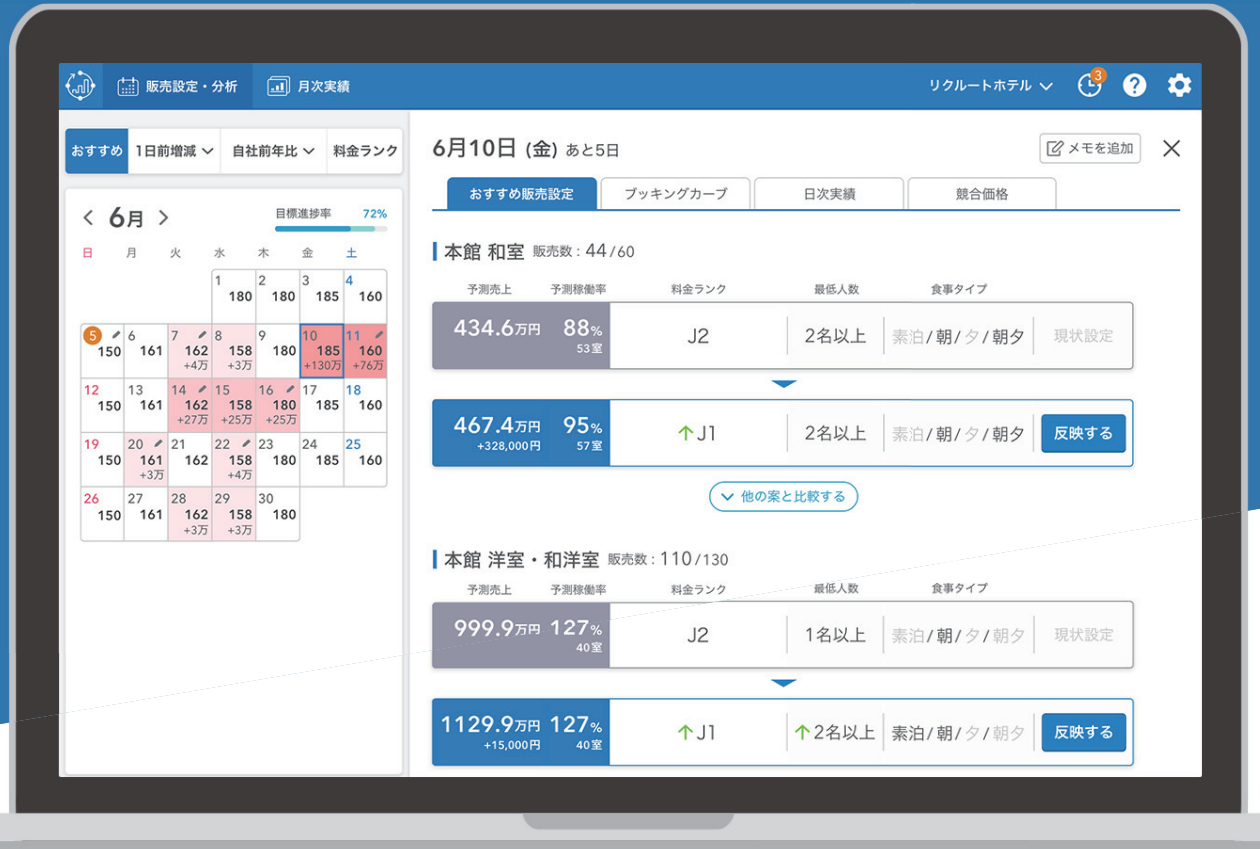 販売設定・分析 月次実績 リクルートホテル 3 ?
おすすめ 1日前増減 自社前年比 料金ランク
6月 目標進捗率 72%
日 月 火 水 木 金 土
1 2 3 4
180 180 185 160
5 6 7 8 9 10 11
150 161 162 158 180 185 160
+4万 +3万 +130万 +76万
12 13 14 15 16 17 18
150 161 162 158 180 185 160
+27万 +25万 +25万
19 20 21 22 23 24 25
150 161 162 158 180 185 160
+3万 +4万
26 27 28 29 30
150 161 162 158 180
+3万 +3万
6月10日 (金) あと5日 メモを追加
おすすめ販売設定 ブッキングカーブ 日次実績 競合価格
本館 和室 販売数 : 44/60
予測売上 予測稼働率 料金ランク 最低人数 食事タイプ
434.6万円 88% J2 2名以上 素泊/朝/夕/朝夕 現状設定
53室
467.4万円 95% ↑J1 2名以上 素泊/朝/夕/朝夕 反映する
+328,000円 57室
他の案と比較する
本館 洋室・和洋室 販売数 : 110/130
予測売上 予測稼働率 料金ランク 最低人数 食事タイプ
999.9万円 127% J2 1名以上 素泊/朝/夕/朝夕 現状設定
40室
1129.9万円 127% ↑J1 ↑2名以上 素泊/朝/夕/朝夕 反映する
+15,000円 40室